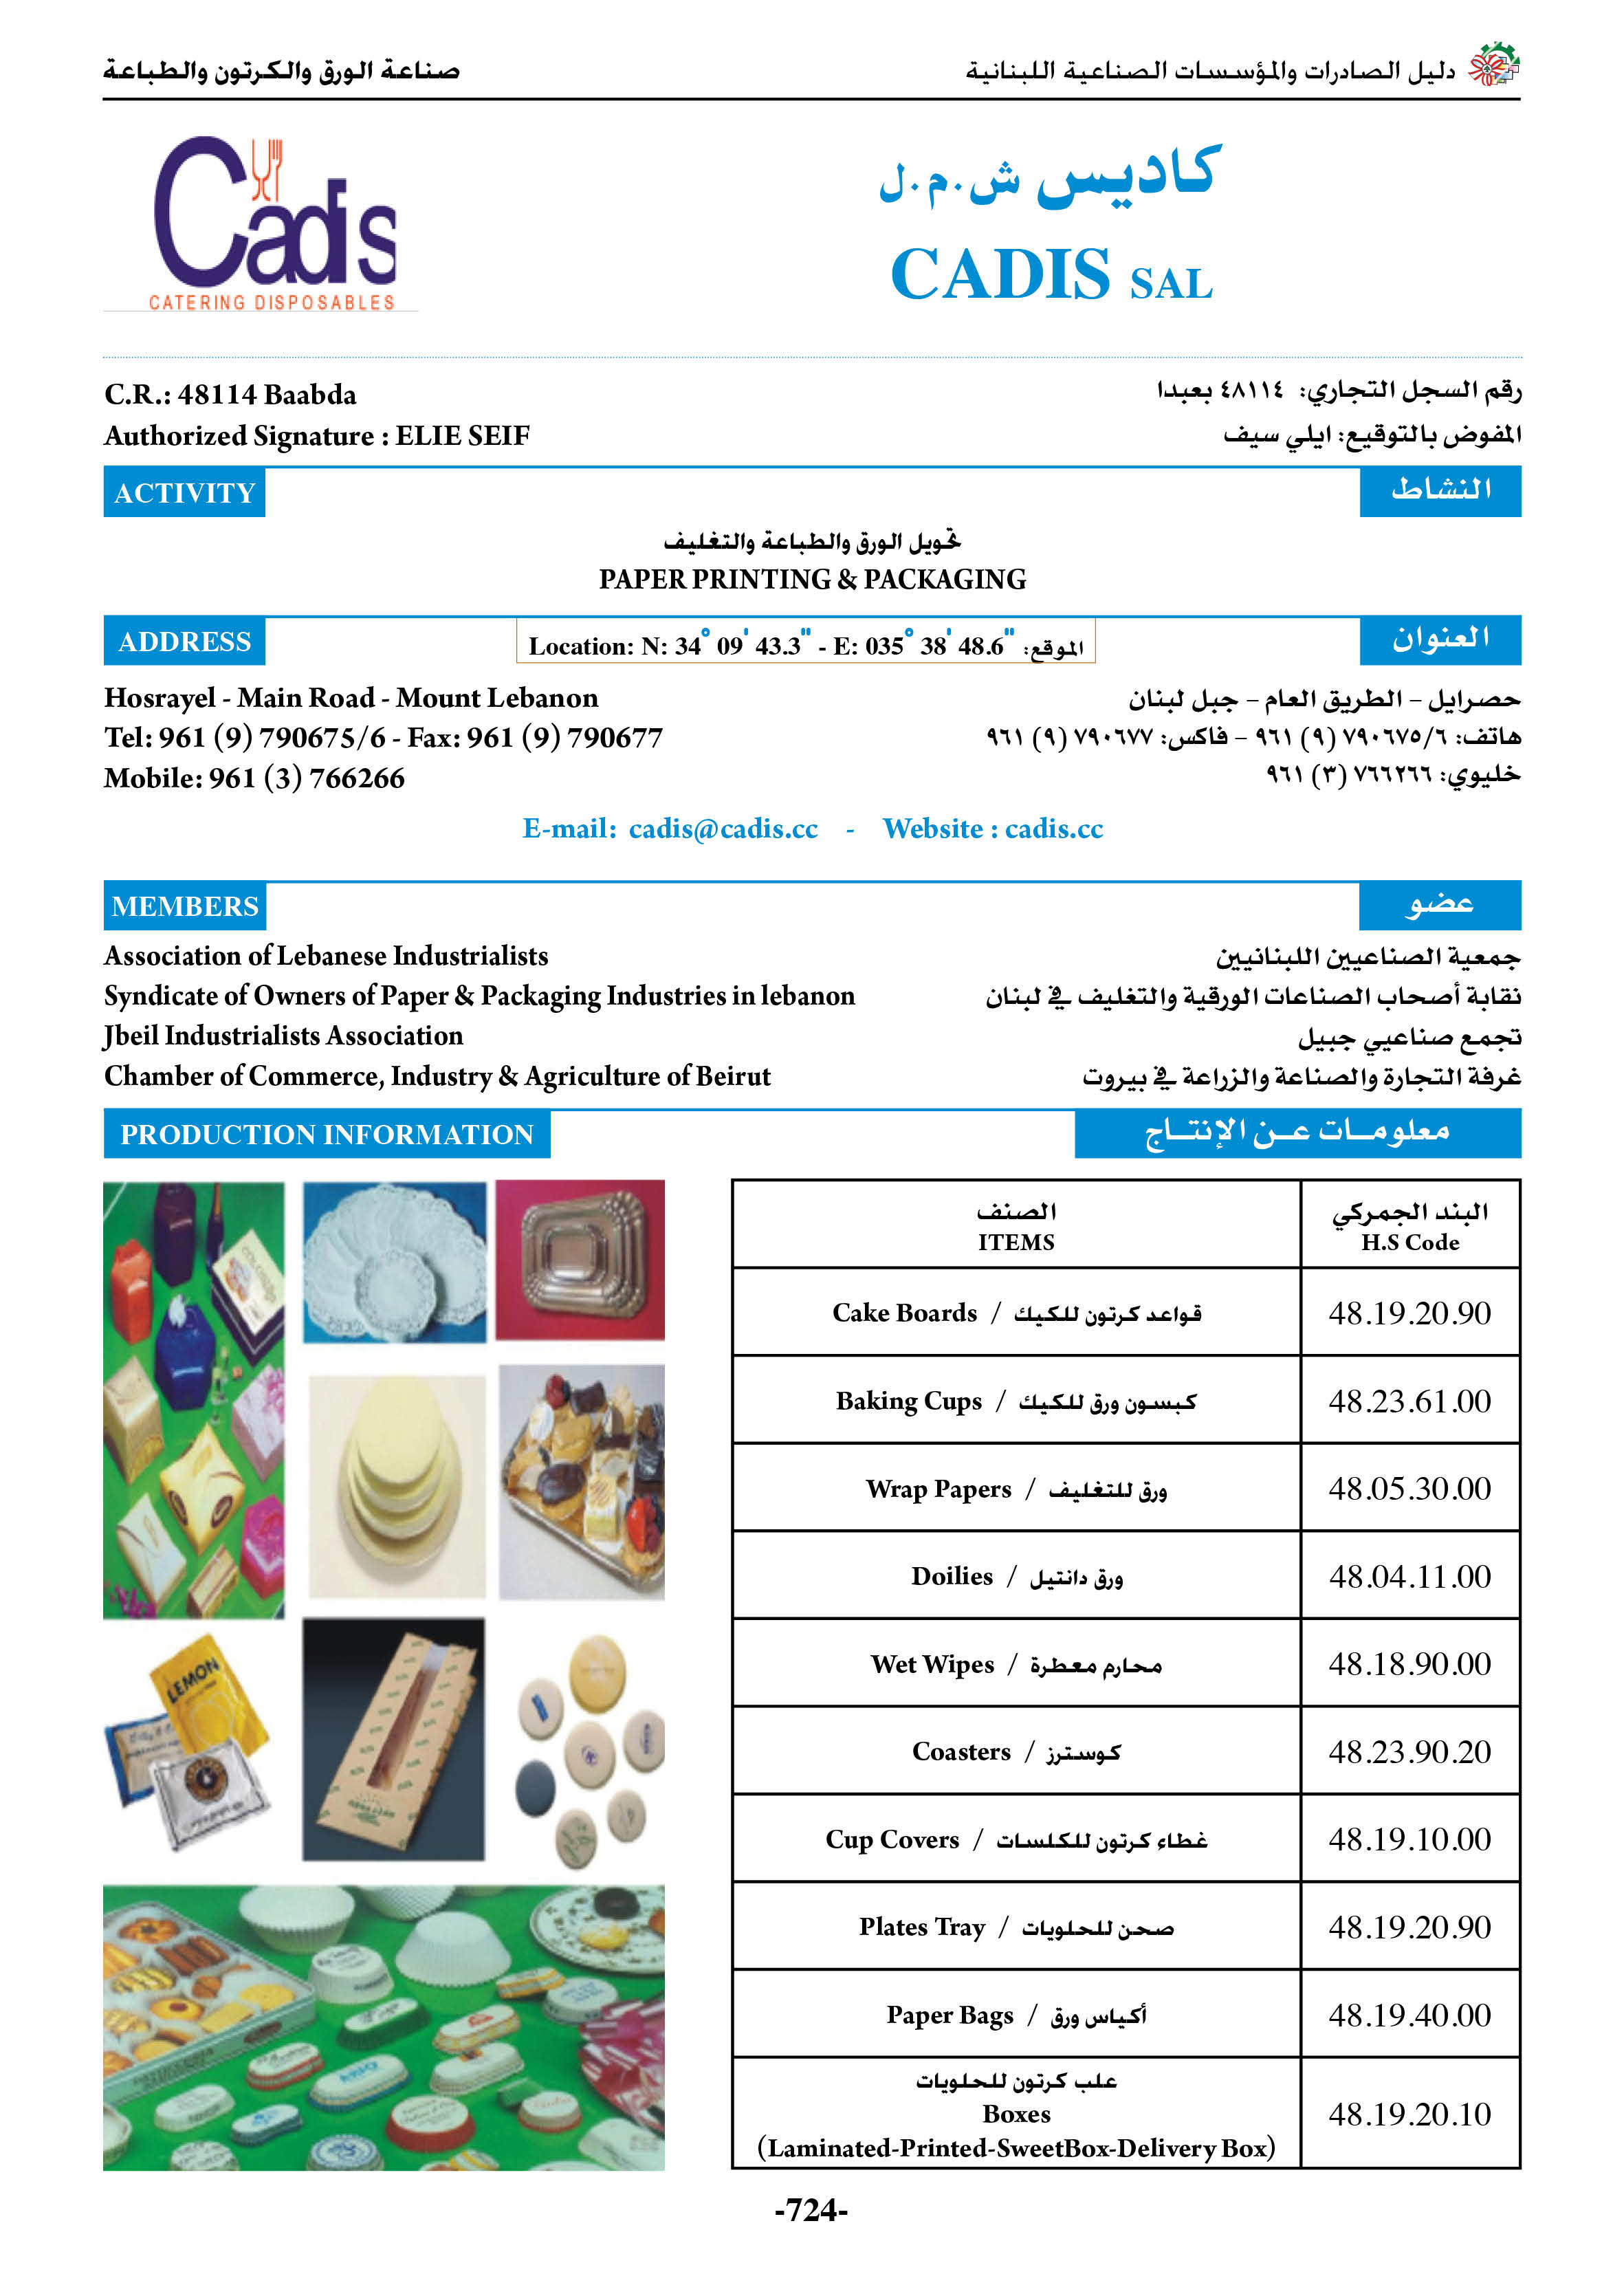 دليل الصادرات والمؤسسات الصناعية اللبنانية
صناعة الورق والكرتون والطباعة
Cadis
CATERING DISPOSABLES
كاديس ش.م.ل
CADIS SAL
C.R.: 48114 Baabda
رقم السجل التجاري: ٤٨١١٤ بعبدا
Authorized Signature : ELIE SEIF
المفوض بالتوقيع: ايلي سيف
ACTIVITY
النشاط
تحويل الورق والطباعة والتغليف
PAPER PRINTING & PACKAGING
ADDRESS
Location: N: 34° 09' 43.3" - E: 035° 38' 48.6" :الموقع
العنوان
Hosrayel - Main Road - Mount Lebanon
حصرايل – الطريق العام – جبل لبنان
Tel: 961 (9) 790675/6 - Fax: 961 (9) 790677
هاتف: ٧٩٠٦٧٥/٦ (٩) ٩٦١ – فاكس: ٧٩٠٦٧٧ (٩) ٩٦١
Mobile: 961 (3) 766266
خليوي: ٧٦٦٢٦٦ (٣) ٩٦١
E-mail: cadis@cadis.cc - Website : cadis.cc
MEMBERS
عضو
Association of Lebanese Industrialists
جمعية الصناعيين اللبنانيين
Syndicate of Owners of Paper & Packaging Industries in lebanon
نقابة أصحاب الصناعات الورقية والتغليف في لبنان
Jbeil Industrialists Association
تجمع صناعيي جبيل
Chamber of Commerce, Industry & Agriculture of Beirut
غرفة التجارة والصناعة والزراعة في بيروت
PRODUCTION INFORMATION
معلومـــات عـــن الإنتـــاج
الصنف
ITEMS
البند الجمركي
H.S Code
Cake Boards / قواعد كرتون للكيك
48.19.20.90
Baking Cups / كبسون ورق للكيك
48.23.61.00
Wrap Papers / ورق للتغليف
48.05.30.00
Doilies / ورق دانتيل
48.04.11.00
Wet Wipes / محارم معطرة
48.18.90.00
Coasters / كوسترز
48.23.90.20
Cup Covers / غطاء كرتون للكلسات
48.19.10.00
Plates Tray / صحن للحلويات
48.19.20.90
Paper Bags / أكياس ورق
48.19.40.00
علب كرتون للحلويات
Boxes
(Laminated-Printed-SweetBox-Delivery Box)
48.19.20.10
LEMON
-724-